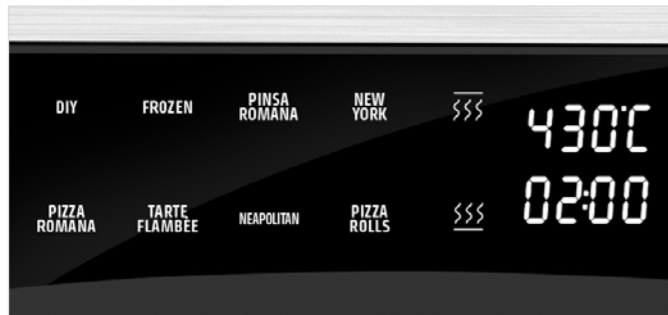 DIY
FROZEN
PINSA
ROMANA
NEW
YORK
430°C
PIZZA
ROMANA
TARTE
FLAMBÉE
NEAPOLITAN
PIZZA
ROLLS
02:00